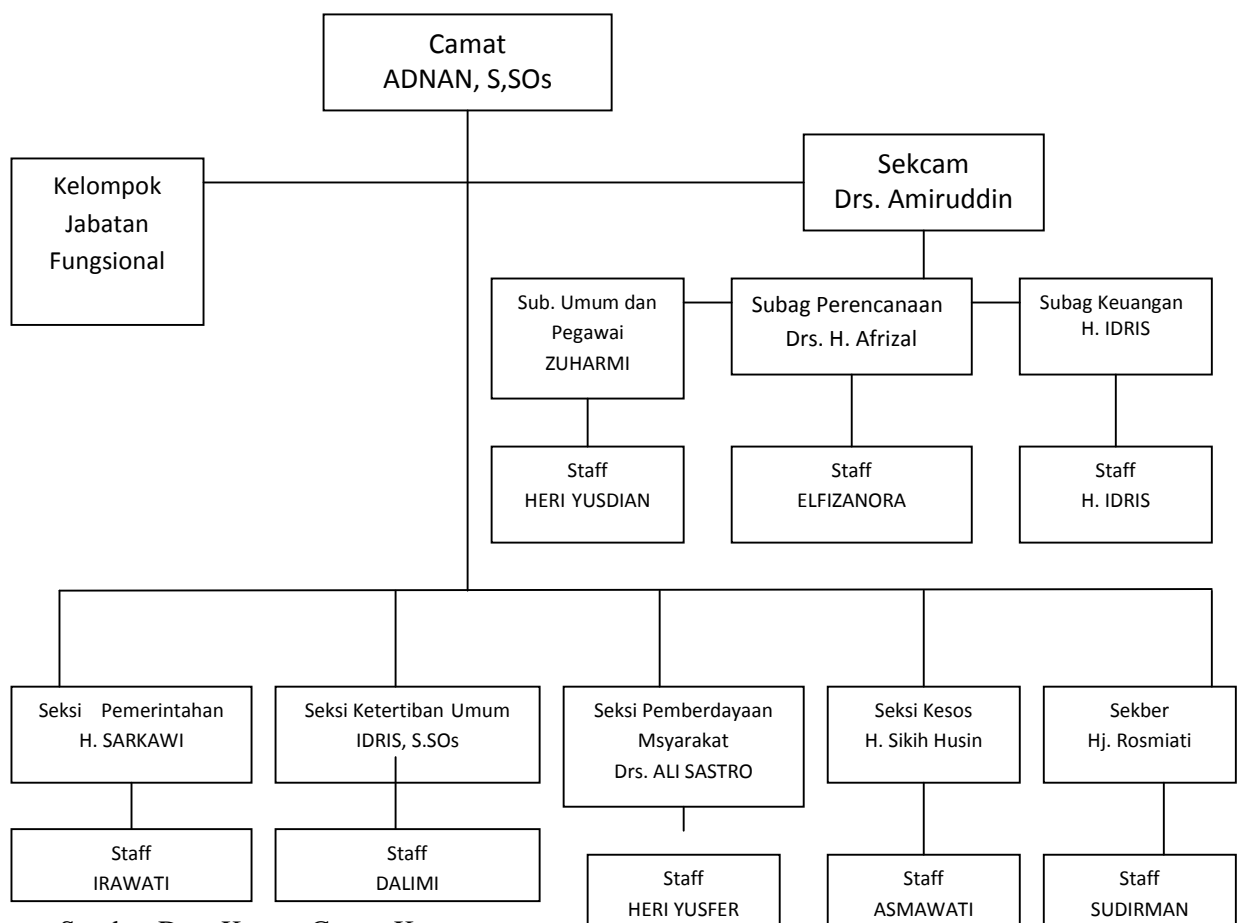 Camat
ADNAN, S,SOs
Kelompok
Jabatan
Fungsional
Sekcam
Drs. Amiruddin
Sub. Umum dan
Pegawai
ZUHARMI
Subag Perencanaan
Drs. H. Afrizal
Subag Keuangan
H. IDRIS
Staff
HERI YUSDIAN
Staff
ELFIZANORA
Staff
H. IDRIS
Seksi Pemerintahan
H. SARKAWI
Seksi Ketertiban Umum
IDRIS, S.SOs
Seksi Pemberdayaan
Msyarakat
Drs. ALI SASTRO
Seksi Kesos
H. Sikih Husin
Sekber
Hj. Rosmiati
Staff
IRAWATI
Staff
DALIMI
Staff
HERI YUSFER
Staff
ASMAWATI
Staff
SUDIRMAN